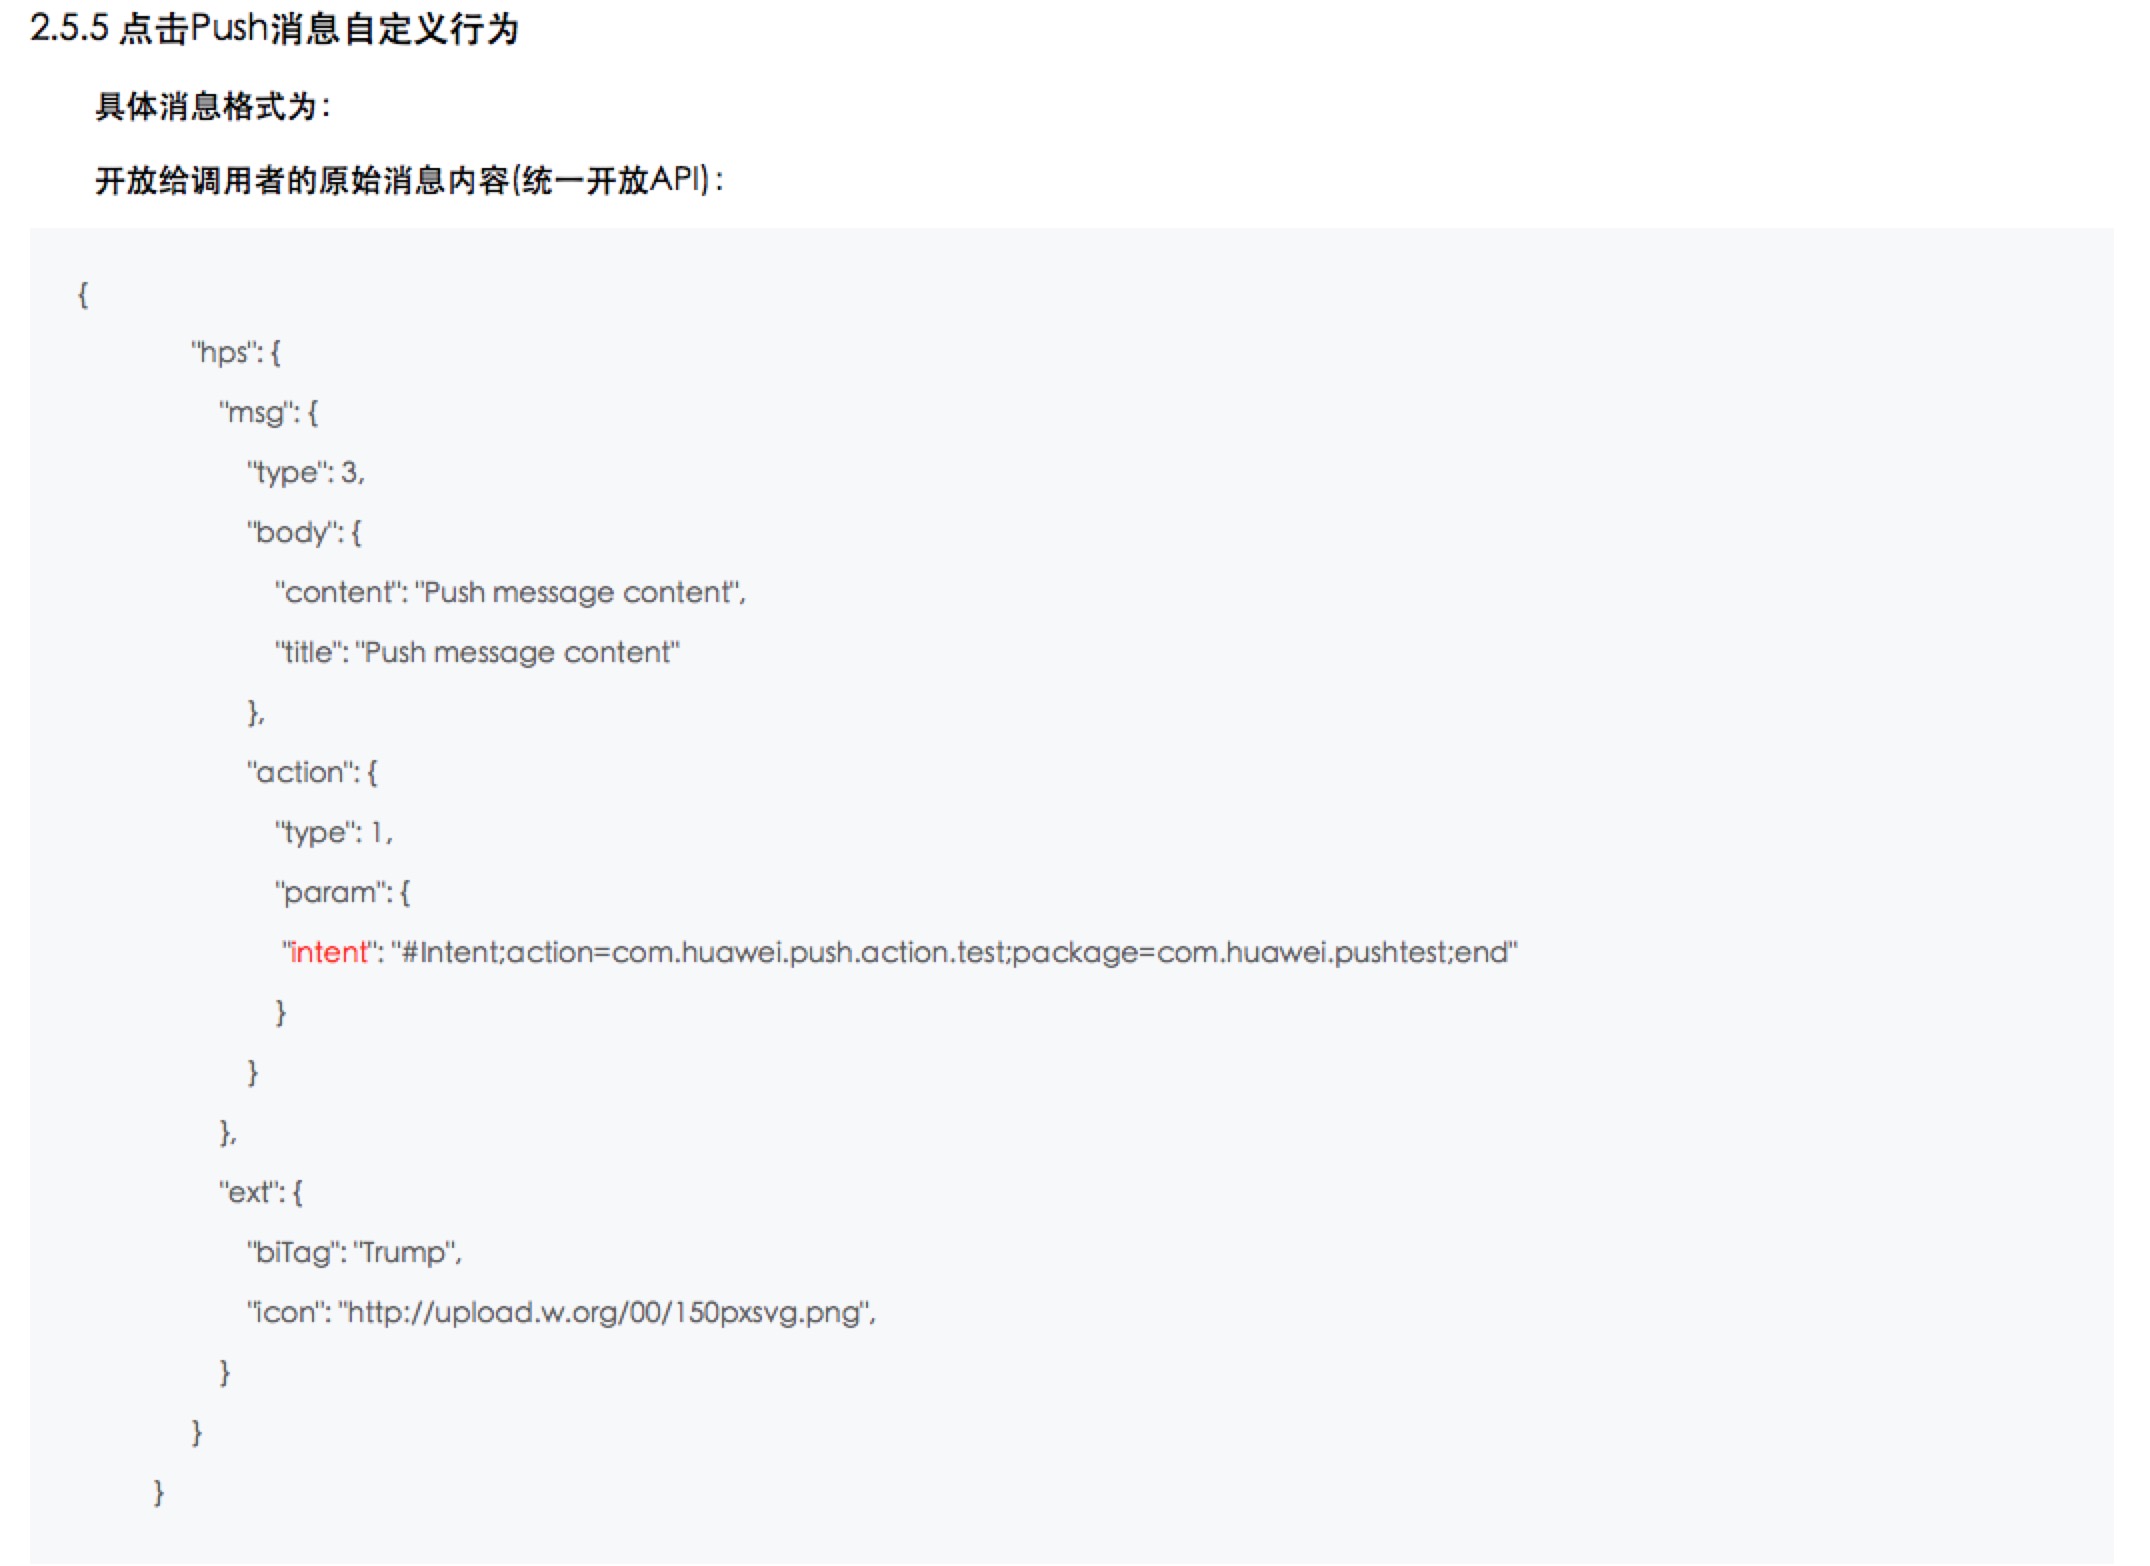 2.5.5 点击Push消息自定义行为
具体消息格式为：
开放给调用者的原始消息内容(统一开放API)：
{
"hps": {
"msg": {
"type": 3,
"body": {
"content": "Push message content",
"title": "Push message content"
},
"action": {
"type": 1,
"param": {
"intent": "#Intent;action=com.huawei.push.action.test;package=com.huawei.pushtest;end"
}
}
},
"ext": {
"biTag": "Trump",
"icon": "http://upload.w.org/00/150pxsvg.png",
}
}
}